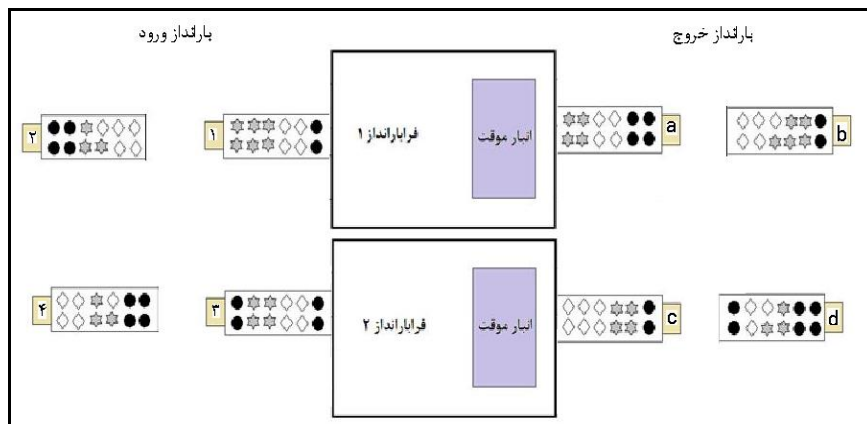 بارانداز ورود
بارانداز خروج
۲
۱
فرابارانداز ۱
انبار موقت
a
b
۴
۳
فرابارانداز ۲
انبار موقت
c
d